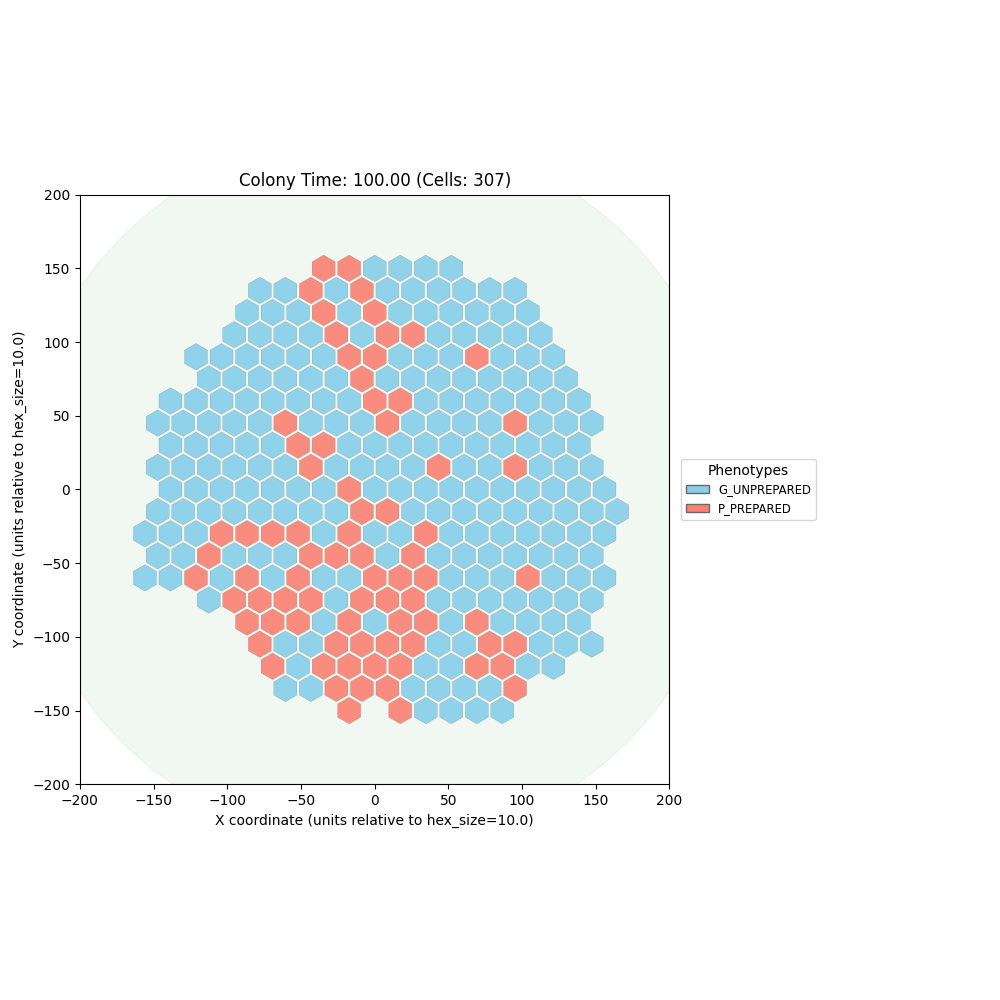 Colony Time: 100.00 (Cells: 307)
200
150
100
50
0
−50
−100
−150
−200
Y coordinate (units relative to hex_size=10.0)
−200 −150 −100 −50 0 50 100 150 200
X coordinate (units relative to hex_size=10.0)
Phenotypes
G_UNPREPARED
P_PREPARED